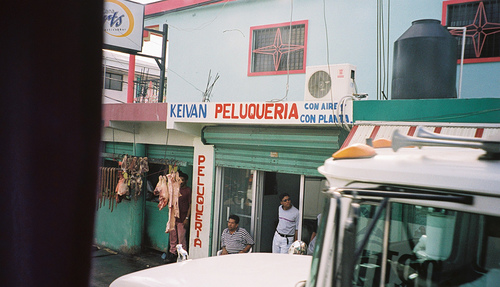 KEIVAN PELUQUERIA
CON AIRE
CON PLANTA
PELUQUERIA